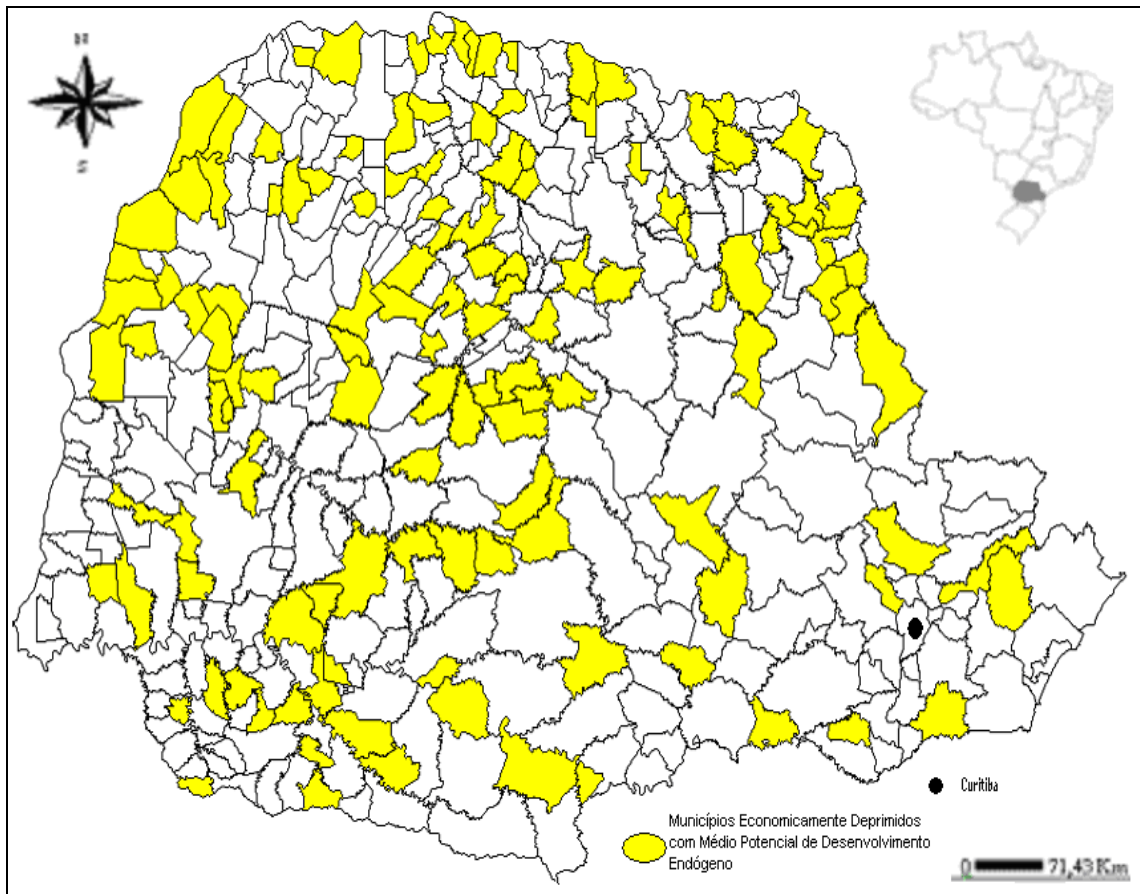 N
S
Curitiba
Municípios Economicamente Deprimidos
com Médio Potencial de Desenvolvimento
Endógeno
0 71,43 Km